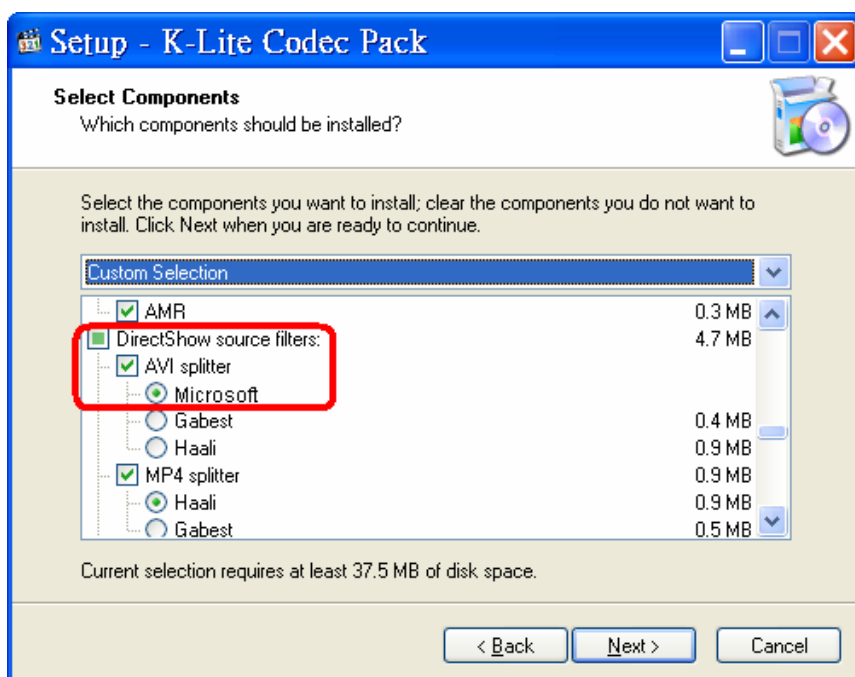 Setup - K-Lite Codec Pack
Select Components
Which components should be installed?
Select the components you want to install; clear the components you do not want to
install. Click Next when you are ready to continue.
Custom Selection
AMR 0.3 MB
DirectShow source filters: 4.7 MB
AVI splitter
Microsoft
Gabest 0.4 MB
Haali 0.9 MB
MP4 splitter 0.9 MB
Haali 0.9 MB
Gabest 0.5 MB
Current selection requires at least 37.5 MB of disk space.
< Back Next > Cancel